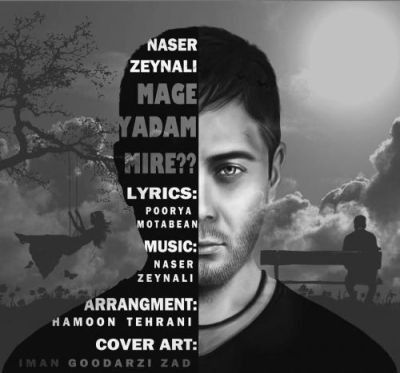 NASER
ZEYNALI
MAGE
YADAM
MIRE??
LYRICS:
POORYA
MOTABEAN
MUSIC:
NASER
ZEYNALI
ARRANGMENT:
HAMOON TEHRANI
COVER ART:
IMAN GOODARZI ZAD